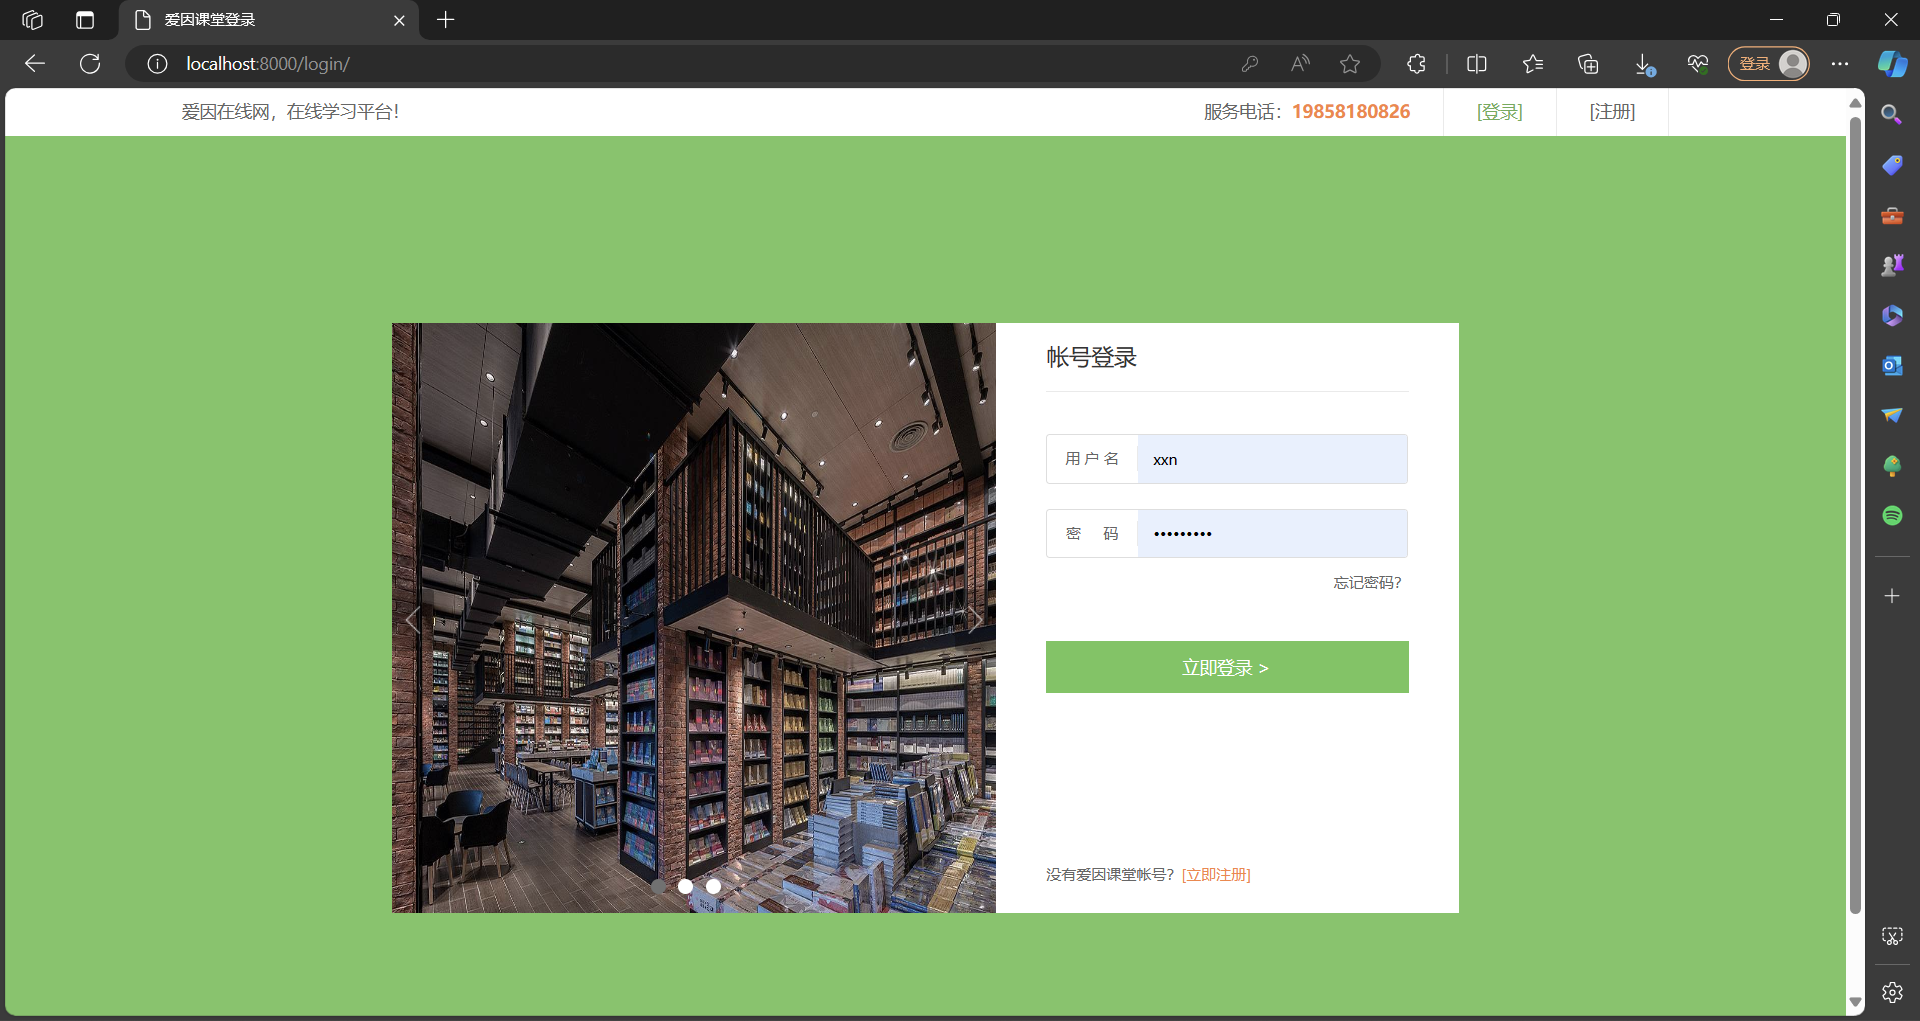 爱因课堂登录
localhost:8000/login/
登录
爱因在线网，在线学习平台！
服务电话：19858180826
[登录]
[注册]
帐号登录
用户名 xxn
密 码 •••••••••
忘记密码?
立即登录 >
没有爱因课堂帐号? [立即注册]